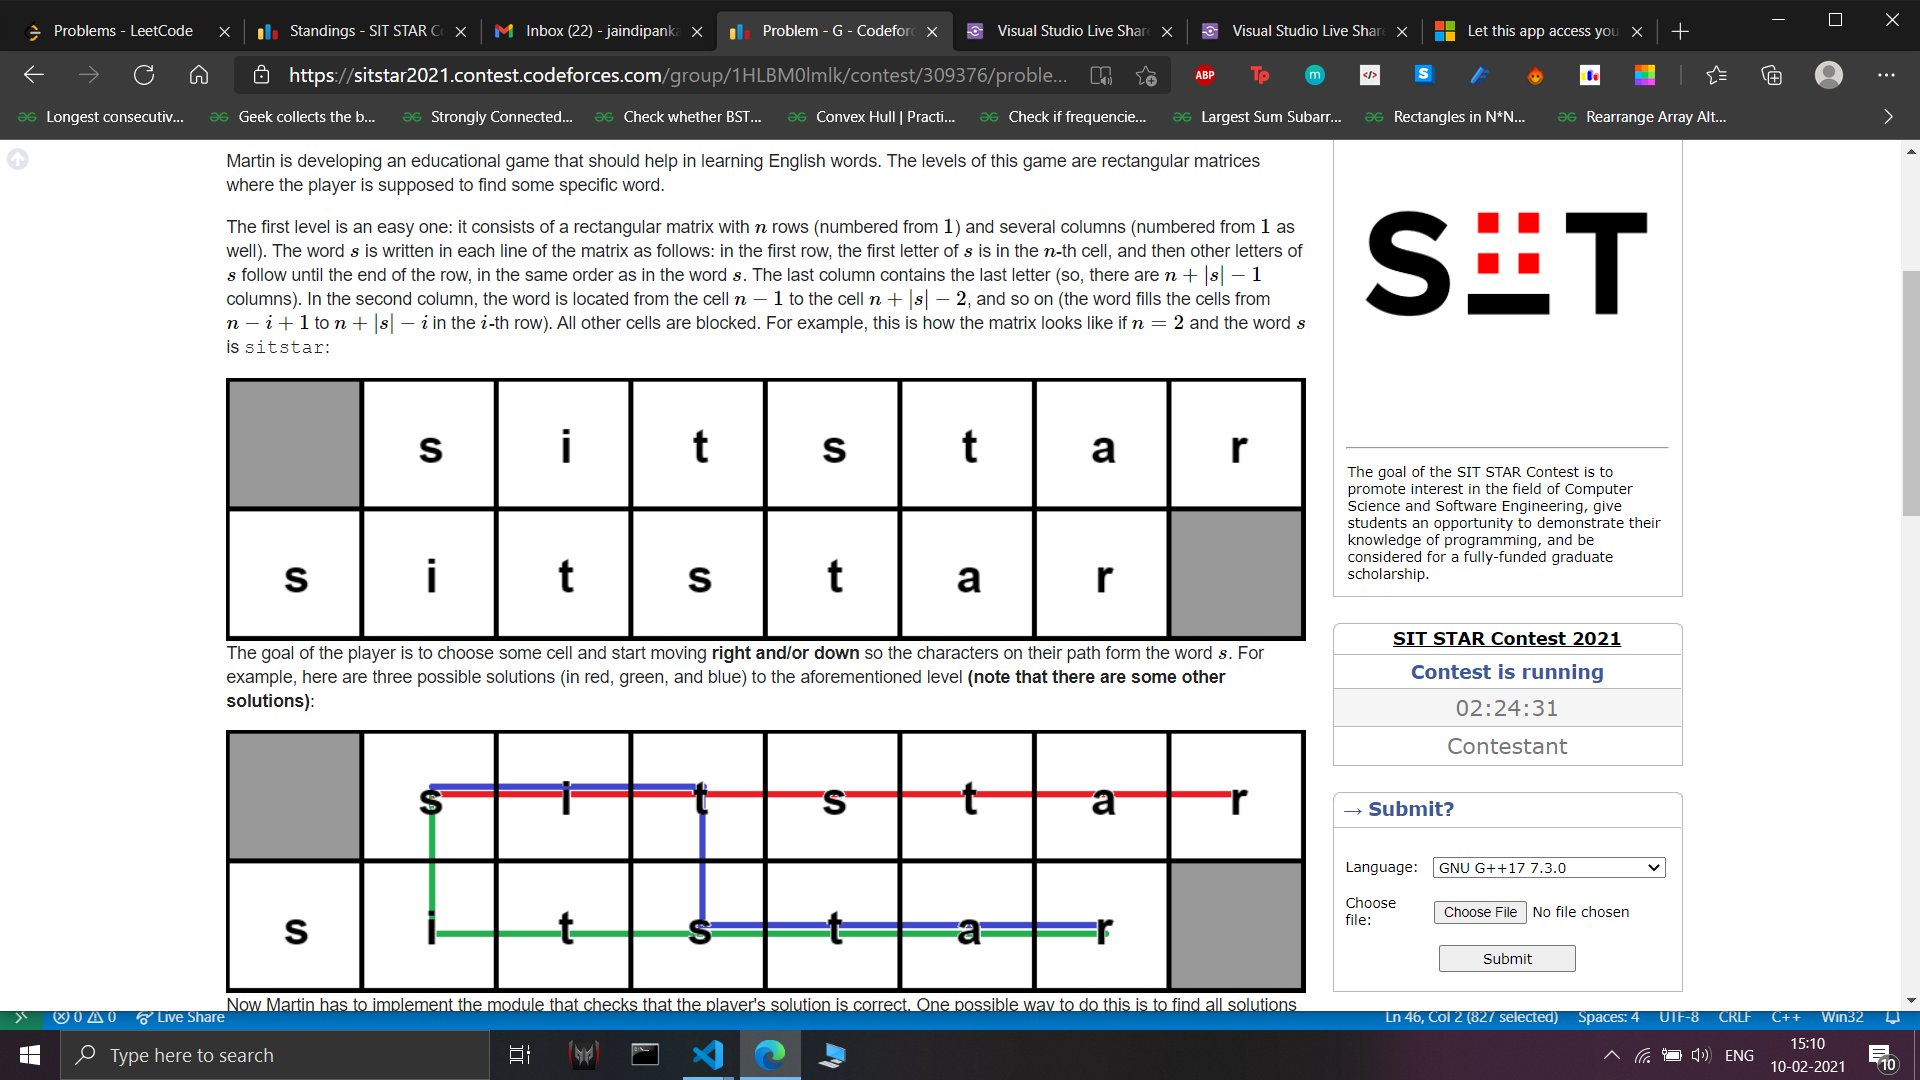 Problems - LeetCode
Standings - SIT STAR C
Inbox (22) - jaindipanka
Problem - G - Codeforc
Visual Studio Live Share
Visual Studio Live Share
Let this app access you
https://sitstar2021.contest.codeforces.com/group/1HLBM0lmlk/contest/309376/proble...
ABP
Tp
m
</>
S
Longest consecutiv...
Geek collects the b...
Strongly Connected...
Check whether BST...
Convex Hull | Practi...
Check if frequencie...
Largest Sum Subarr...
Rectangles in N*N...
Rearrange Array Alt...
Martin is developing an educational game that should help in learning English words. The levels of this game are rectangular matrices
where the player is supposed to find some specific word.
The first level is an easy one: it consists of a rectangular matrix with n rows (numbered from 1) and several columns (numbered from 1 as
well). The word s is written in each line of the matrix as follows: in the first row, the first letter of s is in the n-th cell, and then other letters of
s follow until the end of the row, in the same order as in the word s. The last column contains the last letter (so, there are n + |s| − 1
columns). In the second column, the word is located from the cell n − 1 to the cell n + |s| − 2, and so on (the word fills the cells from
n − i + 1 to n + |s| − i in the i-th row). All other cells are blocked. For example, this is how the matrix looks like if n = 2 and the word s
is sitstar:
s i t s t a r
s i t s t a r
The goal of the player is to choose some cell and start moving right and/or down so the characters on their path form the word s. For
example, here are three possible solutions (in red, green, and blue) to the aforementioned level (note that there are some other
solutions):
s i t s t a r
s i t s t a r
Now Martin has to implement the module that checks that the player's solution is correct. One possible way to do this is to find all solutions
S T
The goal of the SIT STAR Contest is to
promote interest in the field of Computer
Science and Software Engineering, give
students an opportunity to demonstrate their
knowledge of programming, and be
considered for a fully-funded graduate
scholarship.
SIT STAR Contest 2021
Contest is running
02:24:31
Contestant
→ Submit?
Language: GNU G++17 7.3.0
Choose
file: Choose File No file chosen
Submit
0 0 Live Share
Ln 46, Col 2 (827 selected) Spaces: 4 UTF-8 CRLF C++ Win32
Type here to search
ENG
15:10
10-02-2021
10